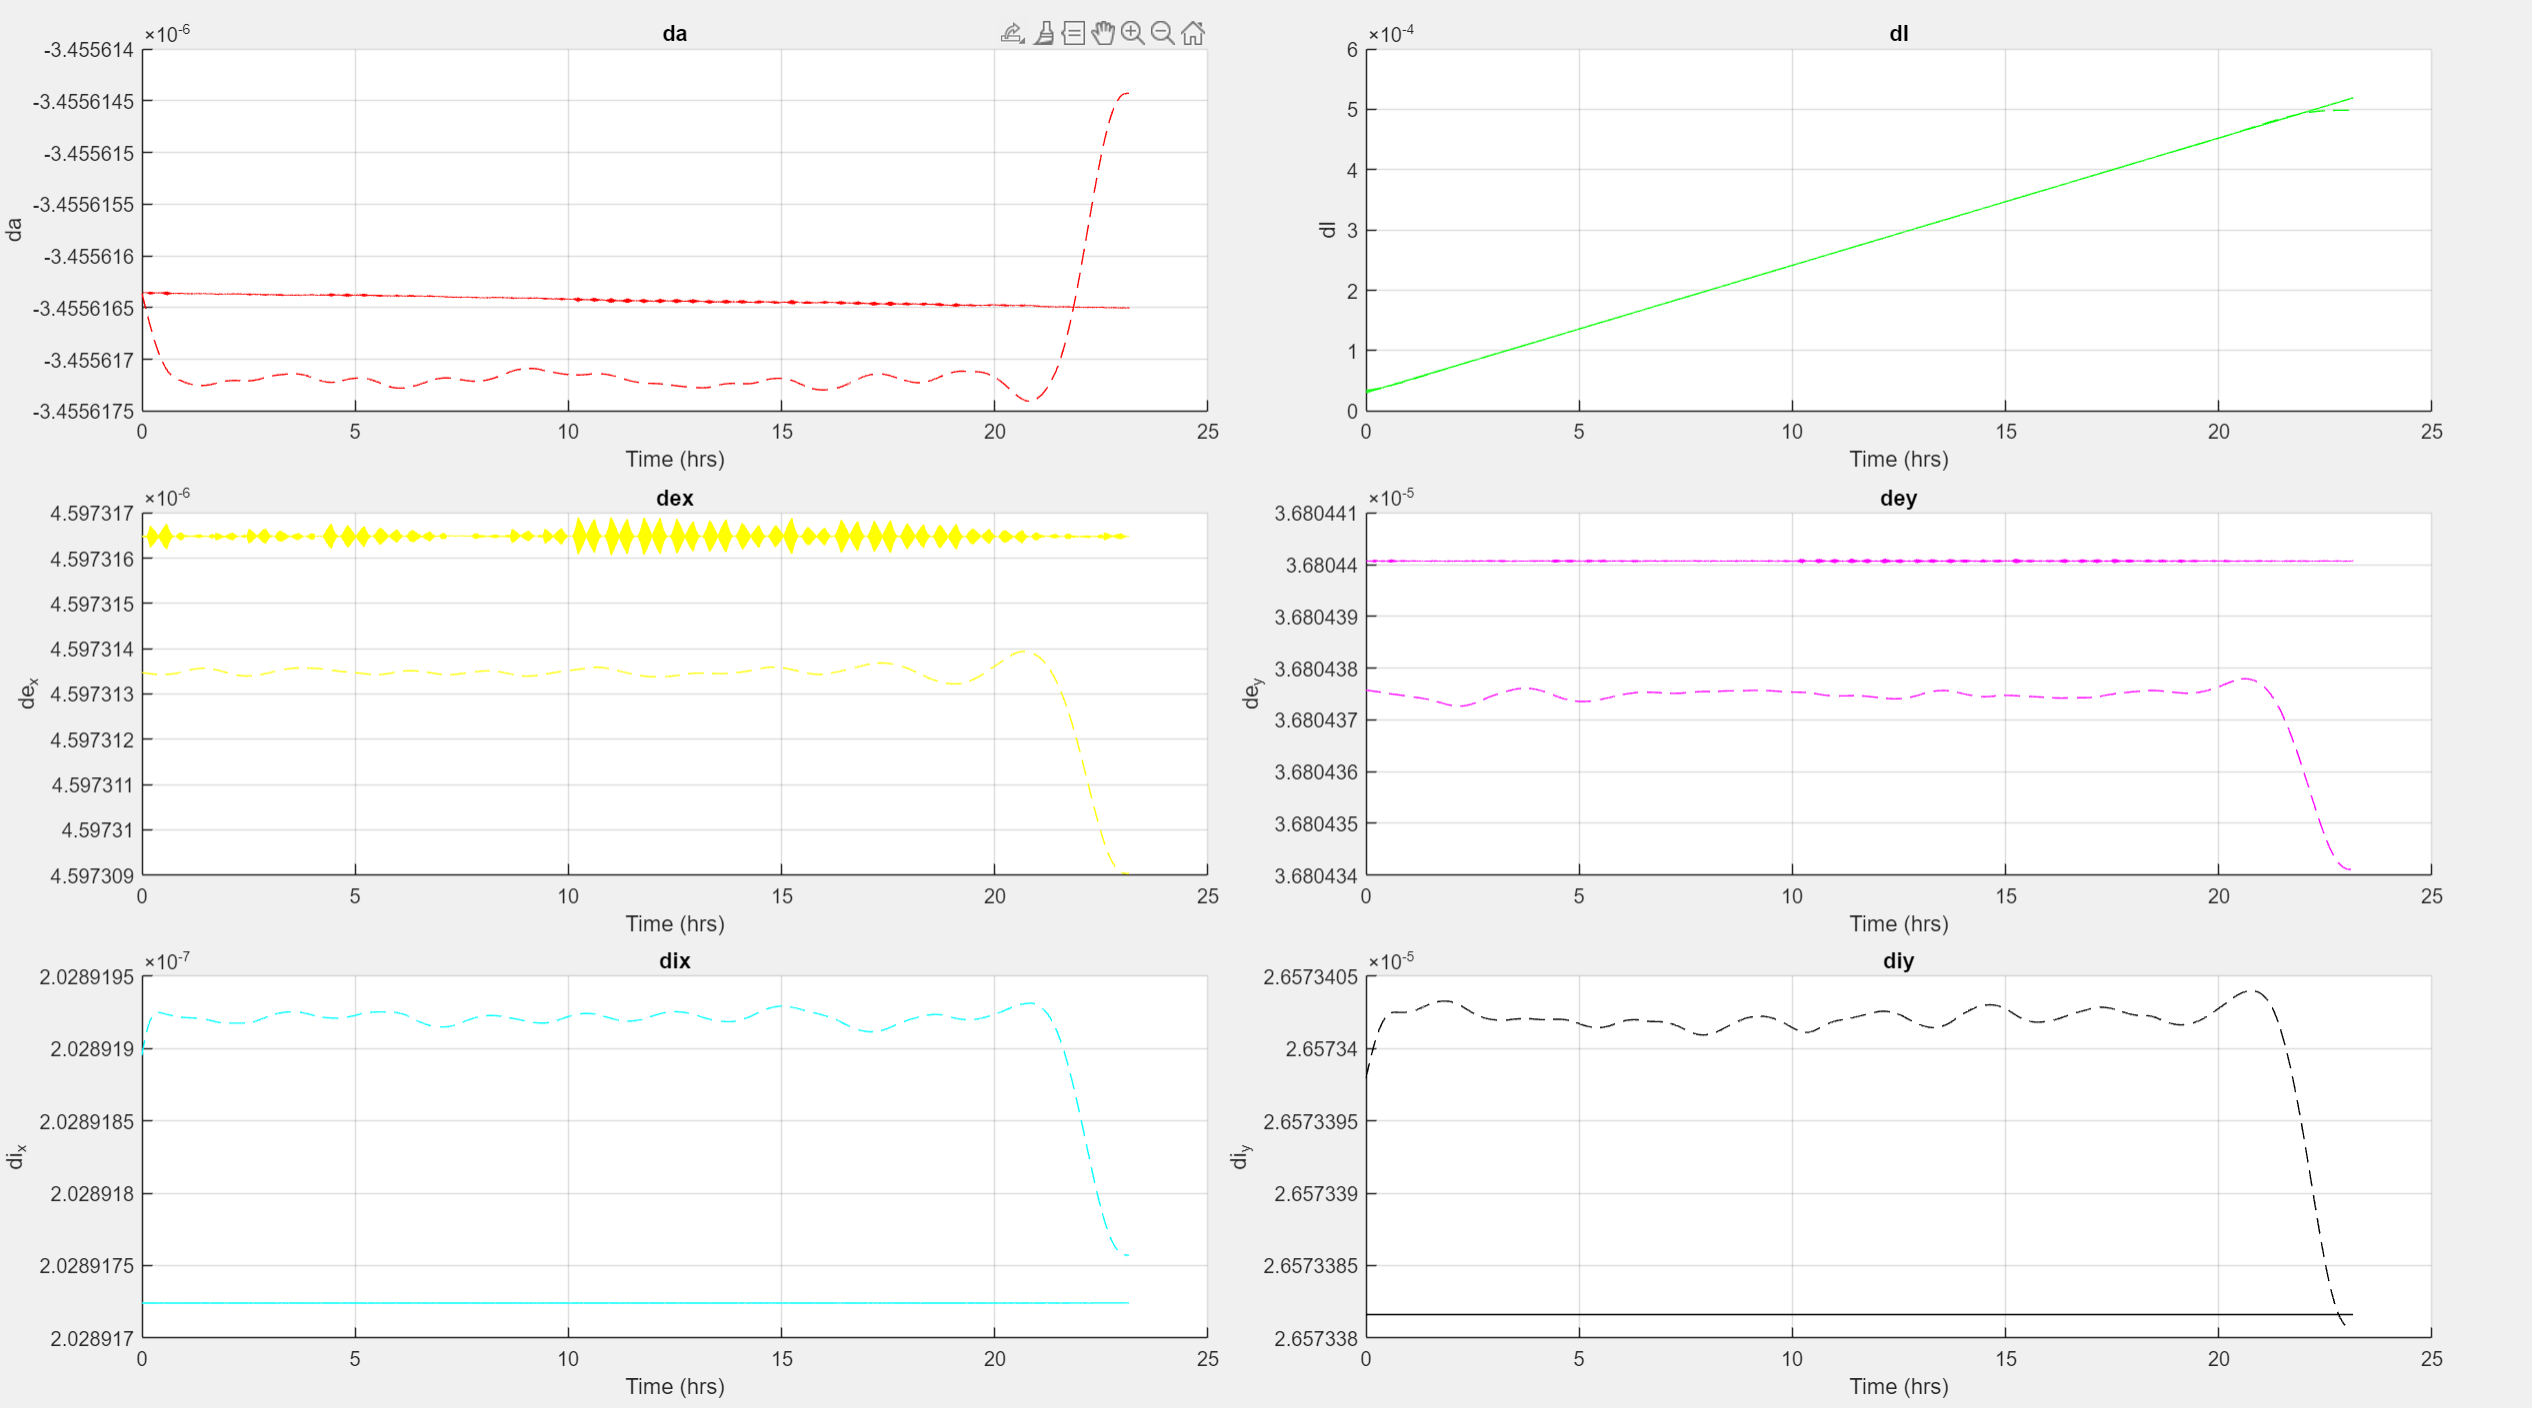 da
×10-6
-3.455614
-3.4556145
-3.455615
-3.4556155
-3.455616
-3.4556165
-3.455617
-3.4556175
da
0 5 10 15 20 25
Time (hrs)
dl
×10-4
6
5
4
3
2
1
0
dl
0 5 10 15 20 25
Time (hrs)
dex
×10-6
4.597317
4.597316
4.597315
4.597314
4.597313
4.597312
4.597311
4.59731
4.597309
dex
0 5 10 15 20 25
Time (hrs)
dey
×10-5
3.680441
3.68044
3.680439
3.680438
3.680437
3.680436
3.680435
3.680434
dey
0 5 10 15 20 25
Time (hrs)
dix
×10-7
2.0289195
2.028919
2.0289185
2.028918
2.0289175
2.028917
dix
0 5 10 15 20 25
Time (hrs)
diy
×10-5
2.6573405
2.65734
2.6573395
2.657339
2.6573385
2.657338
diy
0 5 10 15 20 25
Time (hrs)